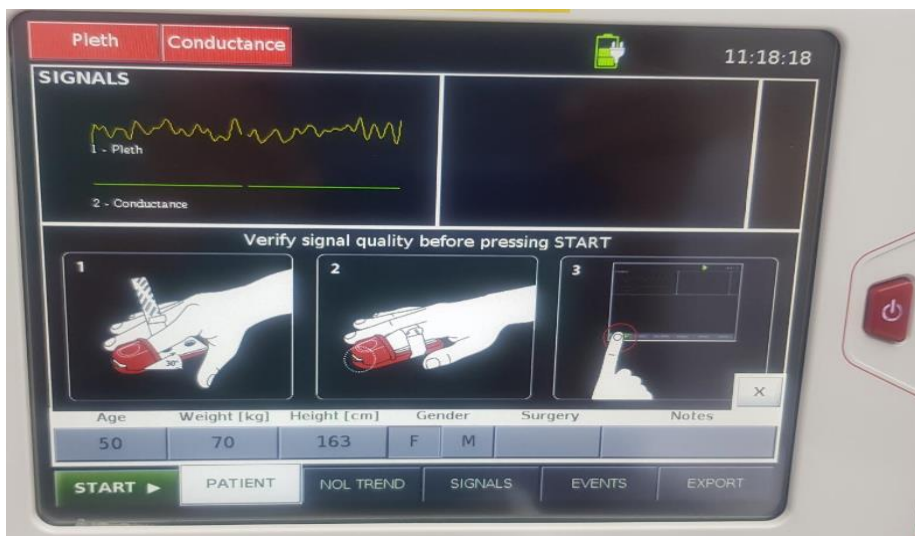 Pleth Conductance 11:18:18
SIGNALS
1 - Pleth
2 - Conductance
Verify signal quality before pressing START
1 2 3
30°
X
Age Weight [kg] Height [cm] Gender Surgery Notes
50 70 163 F M
START PATIENT NOL TREND SIGNALS EVENTS EXPORT